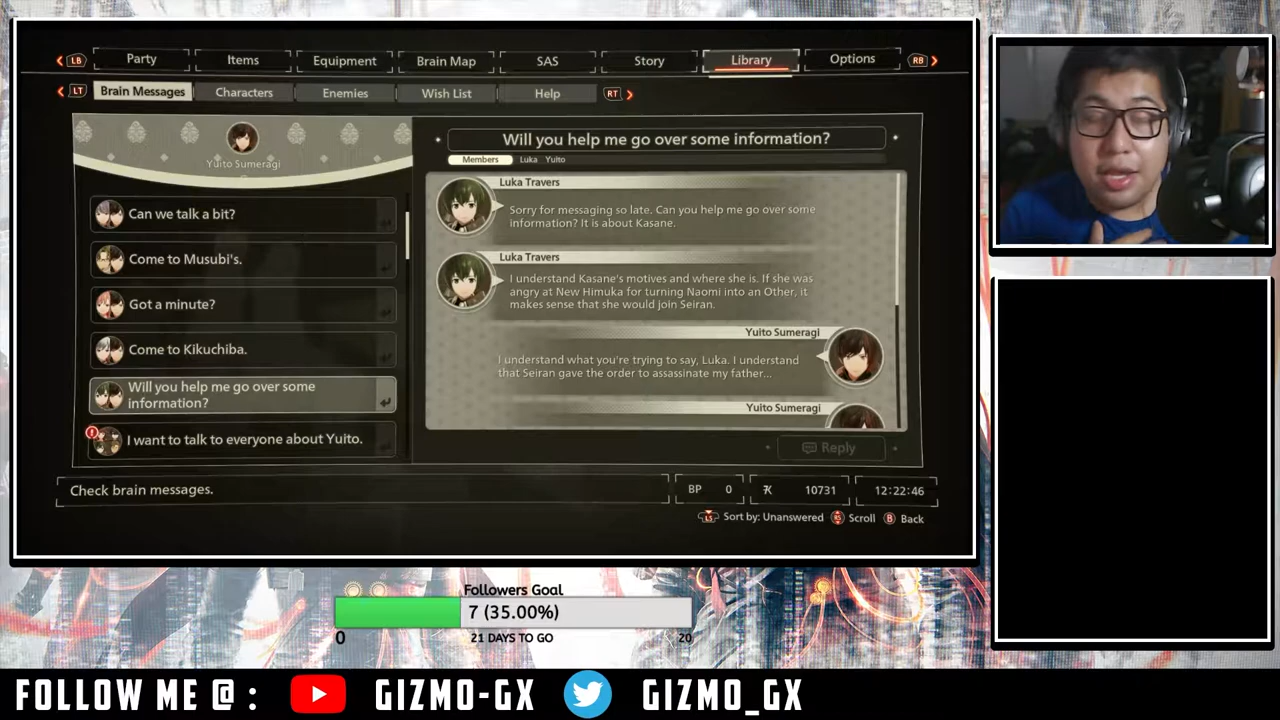 LB Party Items Equipment Brain Map SAS Story Library Options RB
LT Brain Messages Characters Enemies Wish List Help RT
Yuito Sumeragi
Can we talk a bit?
Come to Musubi's.
Got a minute?
Come to Kikuchiba.
Will you help me go over some
information?
I want to talk to everyone about Yuito.
Will you help me go over some information?
Members Luka Yuito
Luka Travers
Sorry for messaging so late. Can you help me go over some
information? It is about Kasane.
Luka Travers
I understand Kasane's motives and where she is. If she was
angry at New Himuka for turning Naomi into an Other, it
makes sense that she would join Seiran.
Yuito Sumeragi
I understand what you're trying to say, Luka. I understand
that Seiran gave the order to assassinate my father...
Yuito Sumeragi
Reply
Check brain messages.
BP 0
10731
12:22:46
LS Sort by: Unanswered RS Scroll B Back
Followers Goal
7 (35.00%)
0 21 DAYS TO GO 20
FOLLOW ME @ : GIZMO-GX GIZMO_GX